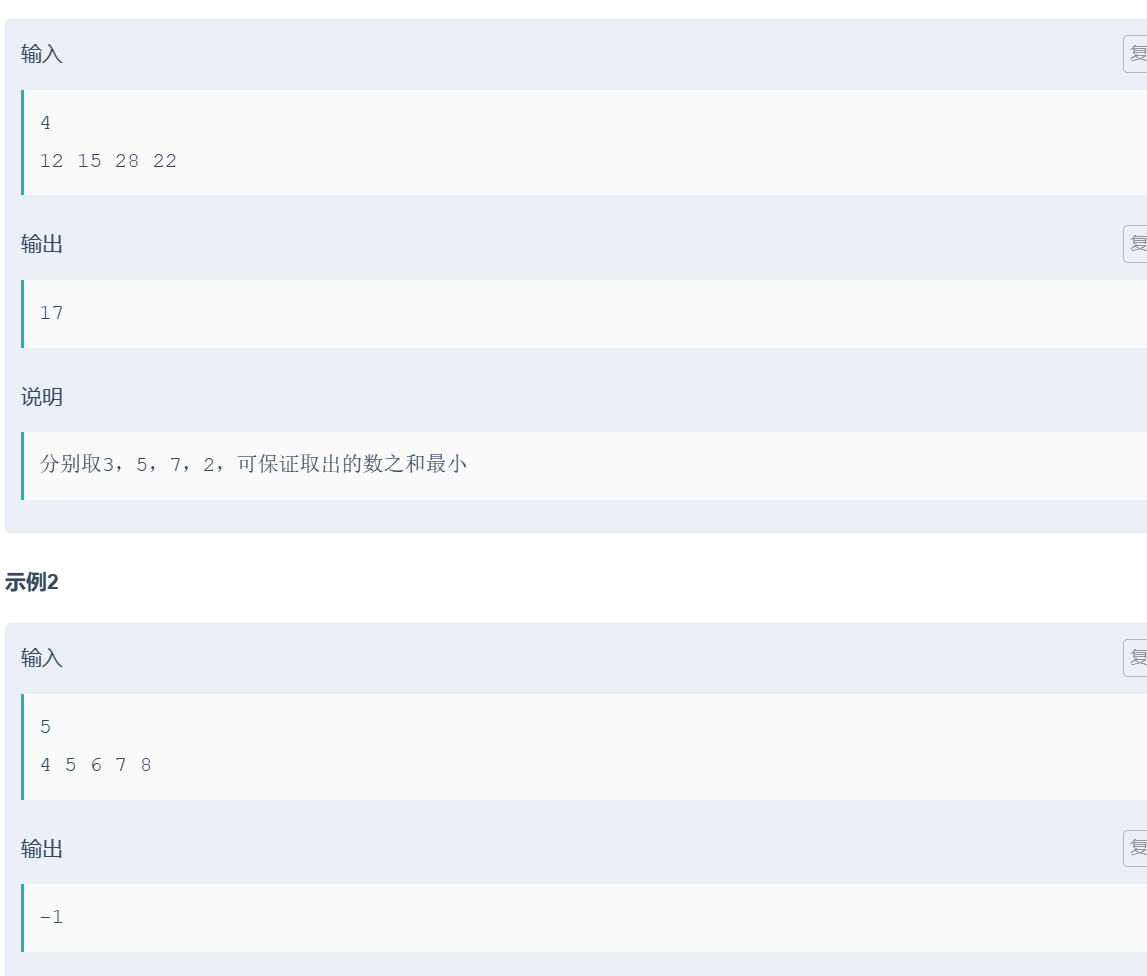 输入
复
4
12 15 28 22
输出
复
17
说明
分别取3，5，7，2，可保证取出的数之和最小
示例2
输入
复
5
4 5 6 7 8
输出
复
-1